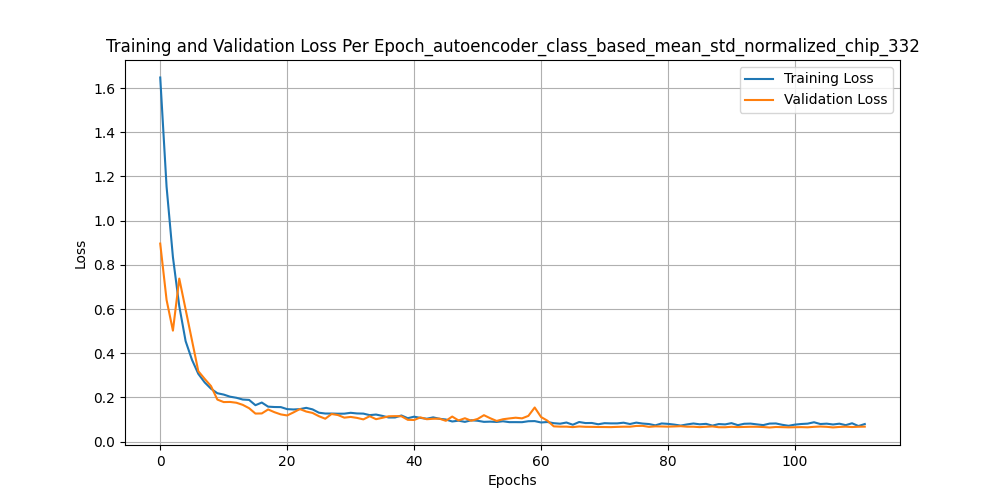 Training and Validation Loss Per Epoch_autoencoder_class_based_mean_std_normalized_chip_332
Training Loss
Validation Loss
1.6
1.4
1.2
1.0
0.8
0.6
0.4
0.2
0.0
Loss
0 20 40 60 80 100
Epochs